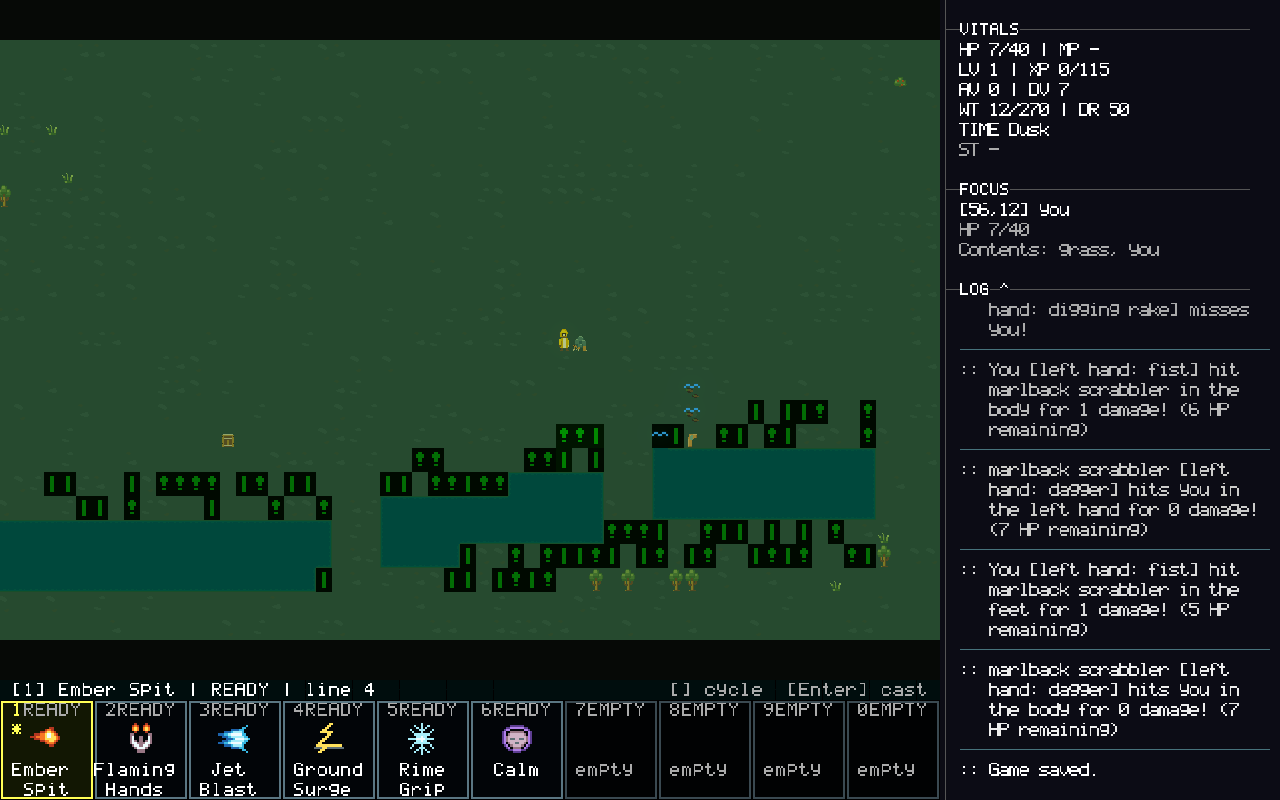 VITALS
HP 7/40 | MP -
LV 1 | XP 0/115
AV 0 | DV 7
WT 12/270 | DR 50
TIME Dusk
ST -
FOCUS
[56,12] You
HP 7/40
Contents: grass, You
LOG ^
hand: digging rake] misses
You!
:: You [left hand: fist] hit
marlback scrabbler in the
body for 1 damage! (6 HP
remaining)
:: marlback scrabbler [left
hand: dagger] hits You in
the left hand for 0 damage!
(7 HP remaining)
:: You [left hand: fist] hit
marlback scrabbler in the
feet for 1 damage! (5 HP
remaining)
:: marlback scrabbler [left
hand: dagger] hits You in
the body for 0 damage! (7
HP remaining)
:: Game saved.
[1] Ember Spit | READY | line 4
[] cycle [Enter] cast
1READY 2READY 3READY 4READY 5READY 6READY 7EMPTY 8EMPTY 9EMPTY 0EMPTY
*
Ember Flaming Jet Ground Rime Calm empty empty empty empty
Spit Hands Blast Surge Grip